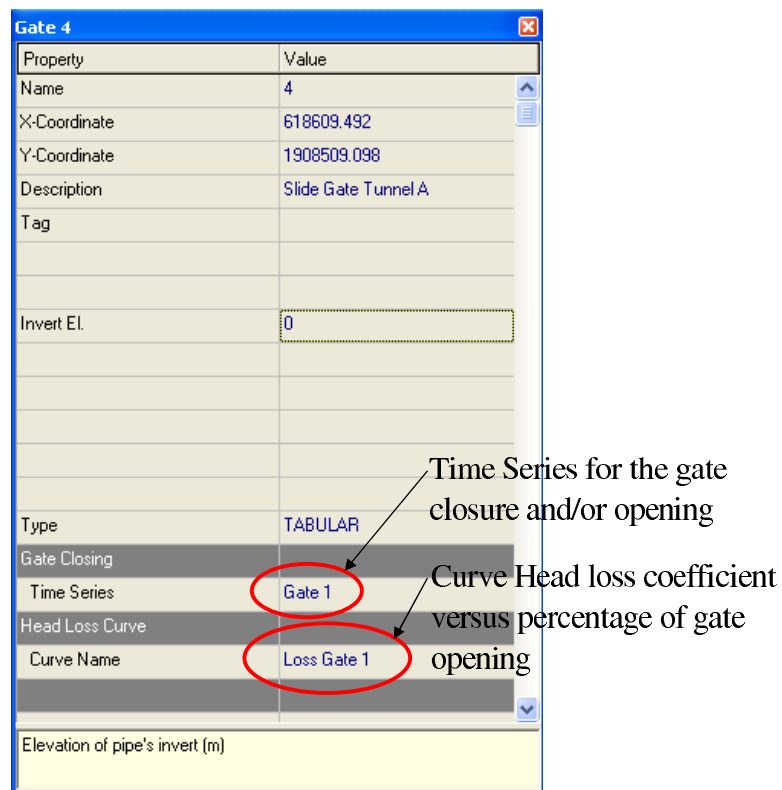 Gate 4
Property Value
Name 4
X-Coordinate 618609.492
Y-Coordinate 1908509.098
Description Slide Gate Tunnel A
Tag
Invert El. 0
Time Series for the gate
closure and/or opening
Type TABULAR
Gate Closing
Curve Head loss coefficient
Time Series Gate 1
versus percentage of gate
Head Loss Curve
opening
Curve Name Loss Gate 1
Elevation of pipe's invert (m)